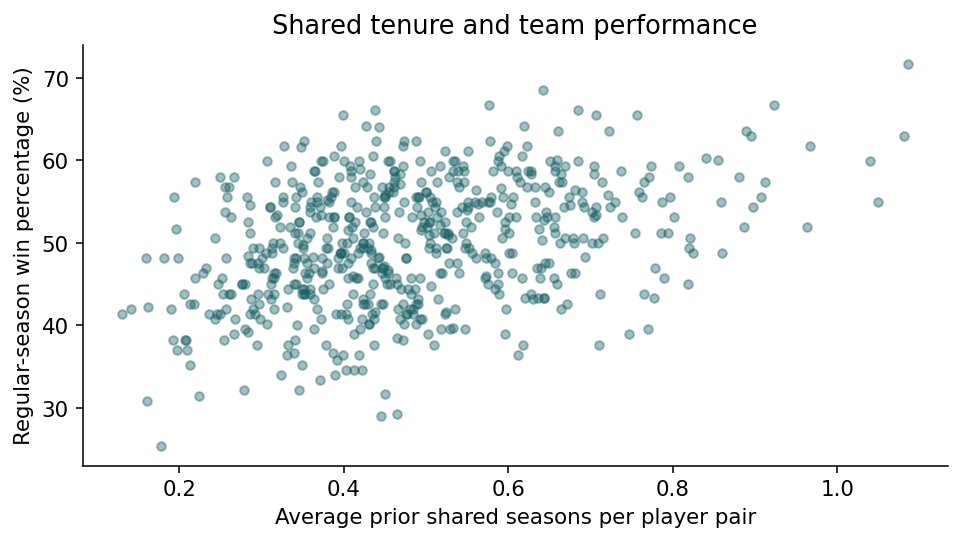 Shared tenure and team performance
Regular-season win percentage (%)
70
60
50
40
30
0.2 0.4 0.6 0.8 1.0
Average prior shared seasons per player pair